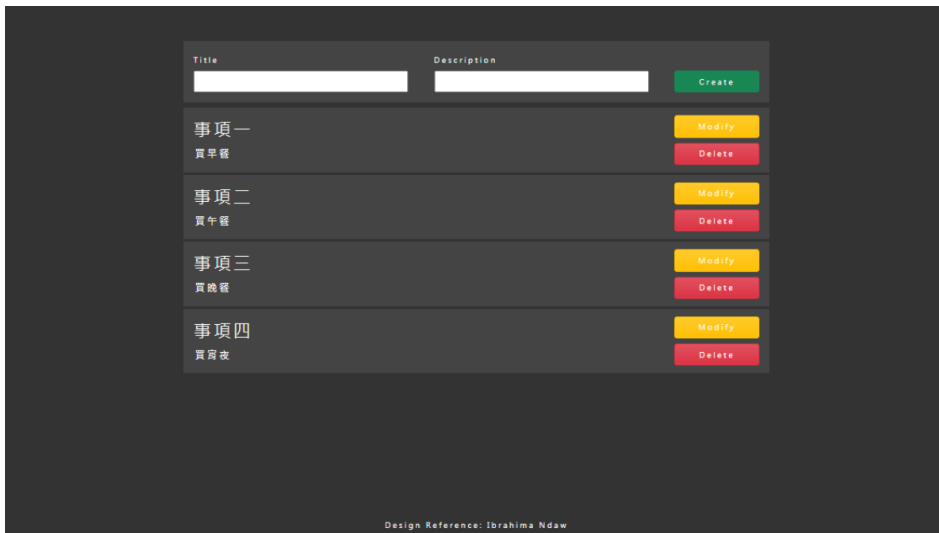 Title Description
Create
事項一
Modify
買早餐
Delete
事項二
Modify
買午餐
Delete
事項三
Modify
買晚餐
Delete
事項四
Modify
買宵夜
Delete
Design Reference: Ibrahima Ndaw